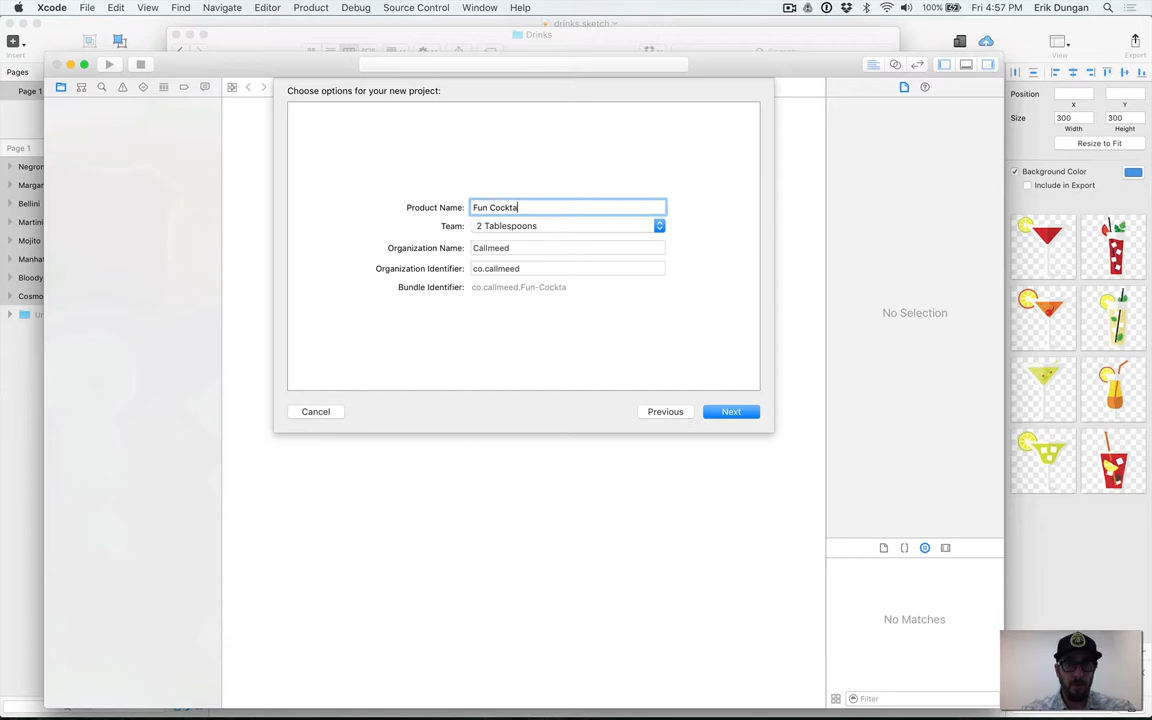 Xcode File Edit View Find Navigate Editor Product Debug Source Control Window Help 100% Fri 4:57 PM Erik Dungan
drinks.sketch
Drinks
Insert
View
Export
Pages
Page 1
Page 1
Negron
Margar
Bellini
Mojito
Manhat
Bloody
Cosmo
Choose options for your new project:
Product Name: Fun Cockta
Team: 2 Tablespoons
Organization Name: Callmeed
Organization Identifier: co.callmeed
Bundle Identifier: co.callmeed.Fun-Cockta
Cancel Previous Next
No Selection
No Matches
Filter
Position
X Y
Size 300 300
Width Height
Resize to Fit
Background Color
Include in Export